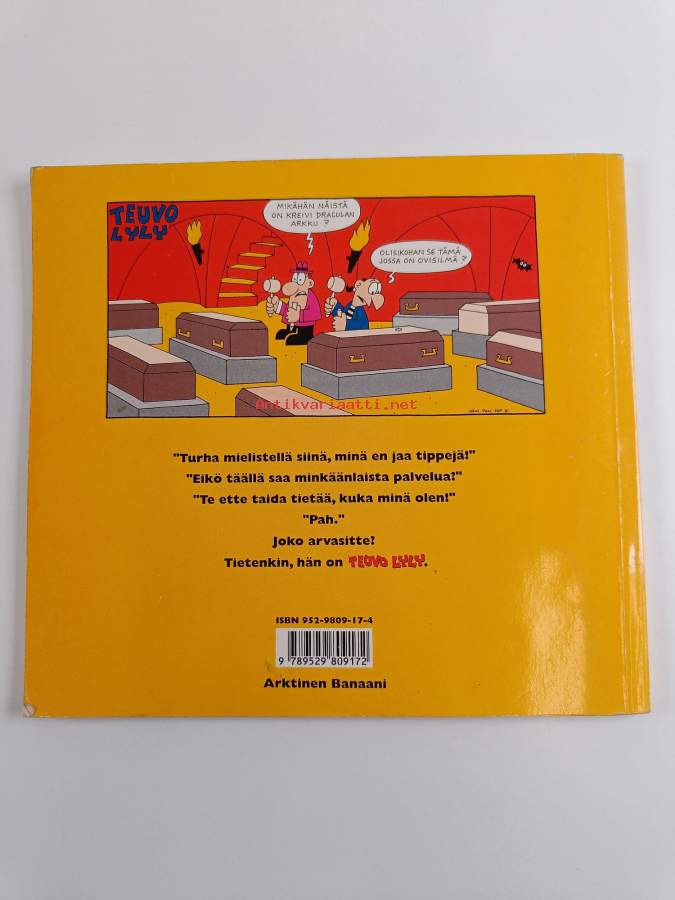 TEUVO
LYLY
MIKÄHÄN NÄISTÄ
ON KREIVI DRACULAN
ARKKU ?
OLISIKOHAN SE TÄMÄ
JOSSA ON OVISILMÄ ?
Antikvariaatti.net
"Turha mielistellä siinä, minä en jaa tippejä!"
"Eikö täällä saa minkäänlaista palvelua?"
"Te ette taida tietää, kuka minä olen!"
"Pah."
Joko arvasitte?
Tietenkin, hän on TEUVO LYLY.
ISBN 952-9809-17-4
9 789529 809172
Arktinen Banaani